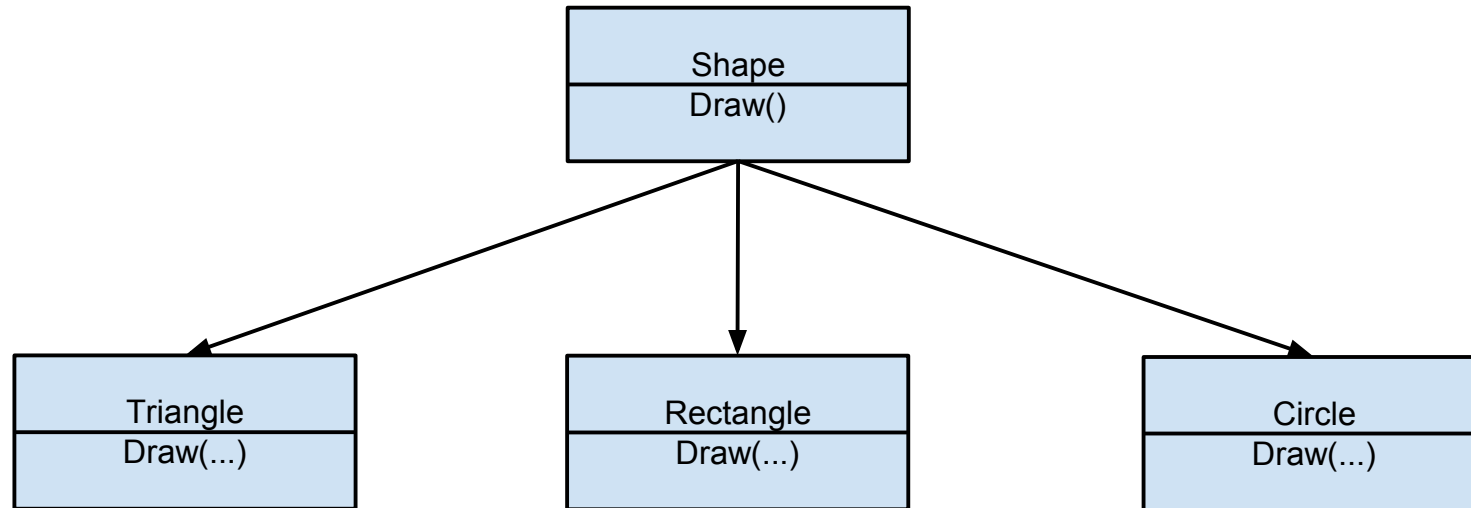 Shape
Draw()
Triangle
Draw(...)
Rectangle
Draw(...)
Circle
Draw(...)